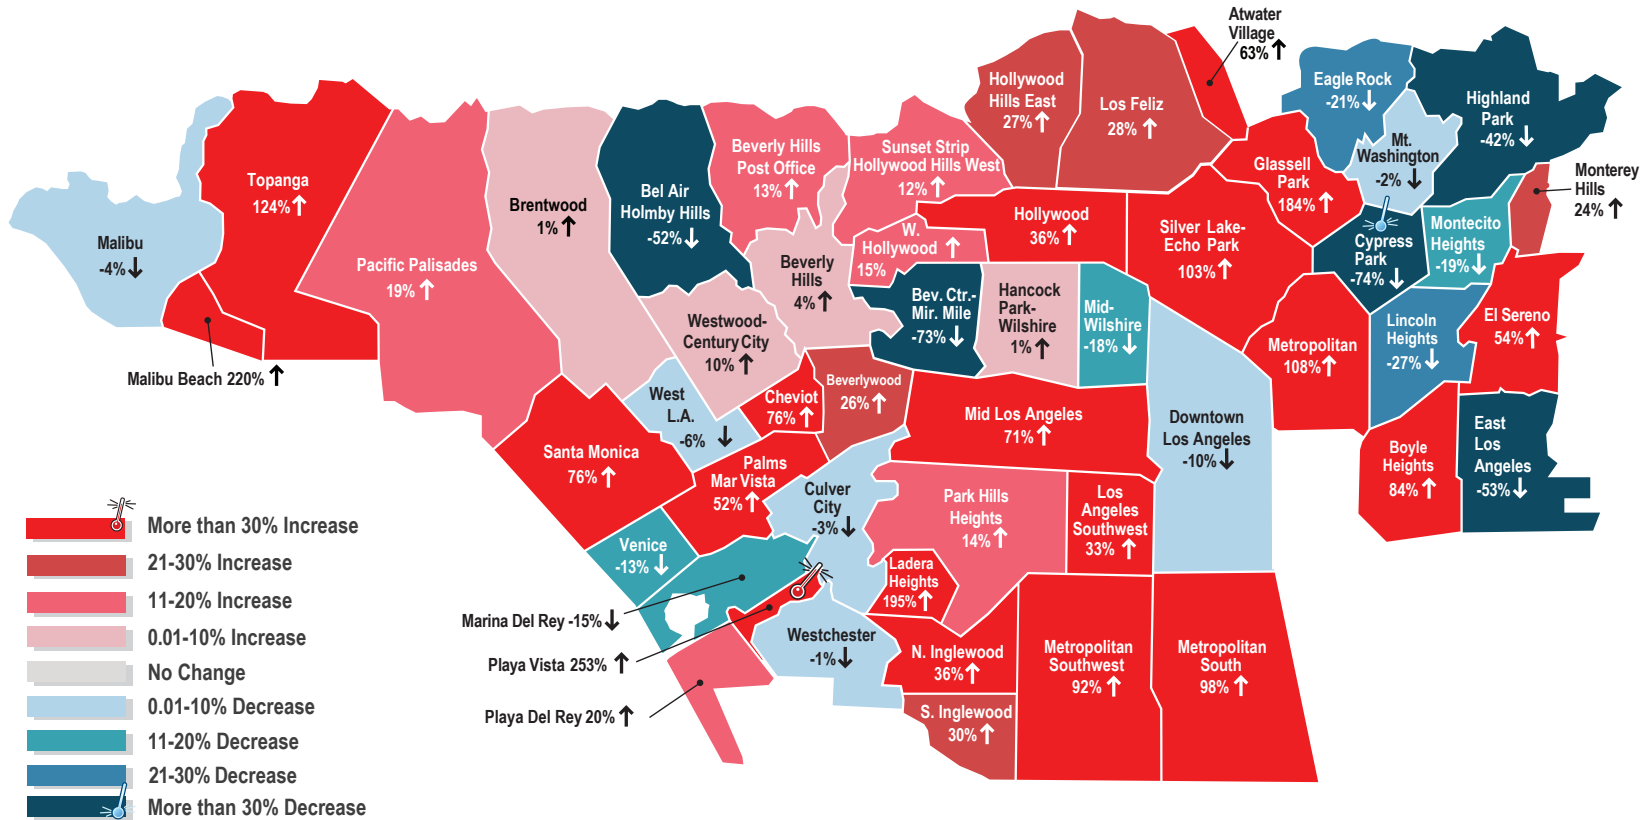 Atwater
Village
63%
Hollywood
Hills East
27%
Los Feliz
28%
Eagle Rock
-21%
Highland
Park
-42%
Mt.
Washington
-2%
Glassell
Park
184%
Monterey
Hills
24%
Topanga
124%
Malibu
-4%
Malibu Beach 220%
Pacific Palisades
19%
Brentwood
1%
Bel Air
Holmby Hills
-52%
Beverly Hills
Post Office
13%
Sunset Strip
Hollywood Hills West
12%
W.
Hollywood
15%
Hollywood
36%
Silver Lake-
Echo Park
103%
Cypress
Park
-74%
Montecito
Heights
-19%
Beverly
Hills
4%
Westwood-
Century City
10%
Bev. Ctr.-
Mir. Mile
-73%
Hancock
Park-
Wilshire
1%
Mid-
Wilshire
-18%
Metropolitan
108%
Lincoln
Heights
-27%
El Sereno
54%
West
L.A.
-6%
Cheviot
76%
Beverlywood
26%
Mid Los Angeles
71%
Downtown
Los Angeles
-10%
Boyle
Heights
84%
East
Los
Angeles
-53%
Santa Monica
76%
Palms
Mar Vista
52%
Culver
City
-3%
Park Hills
Heights
14%
Los
Angeles
Southwest
33%
Venice
-13%
Ladera
Heights
195%
Marina Del Rey -15%
Playa Vista 253%
Playa Del Rey 20%
Westchester
-1%
N. Inglewood
36%
S. Inglewood
30%
Metropolitan
Southwest
92%
Metropolitan
South
98%
More than 30% Increase
21-30% Increase
11-20% Increase
0.01-10% Increase
No Change
0.01-10% Decrease
11-20% Decrease
21-30% Decrease
More than 30% Decrease